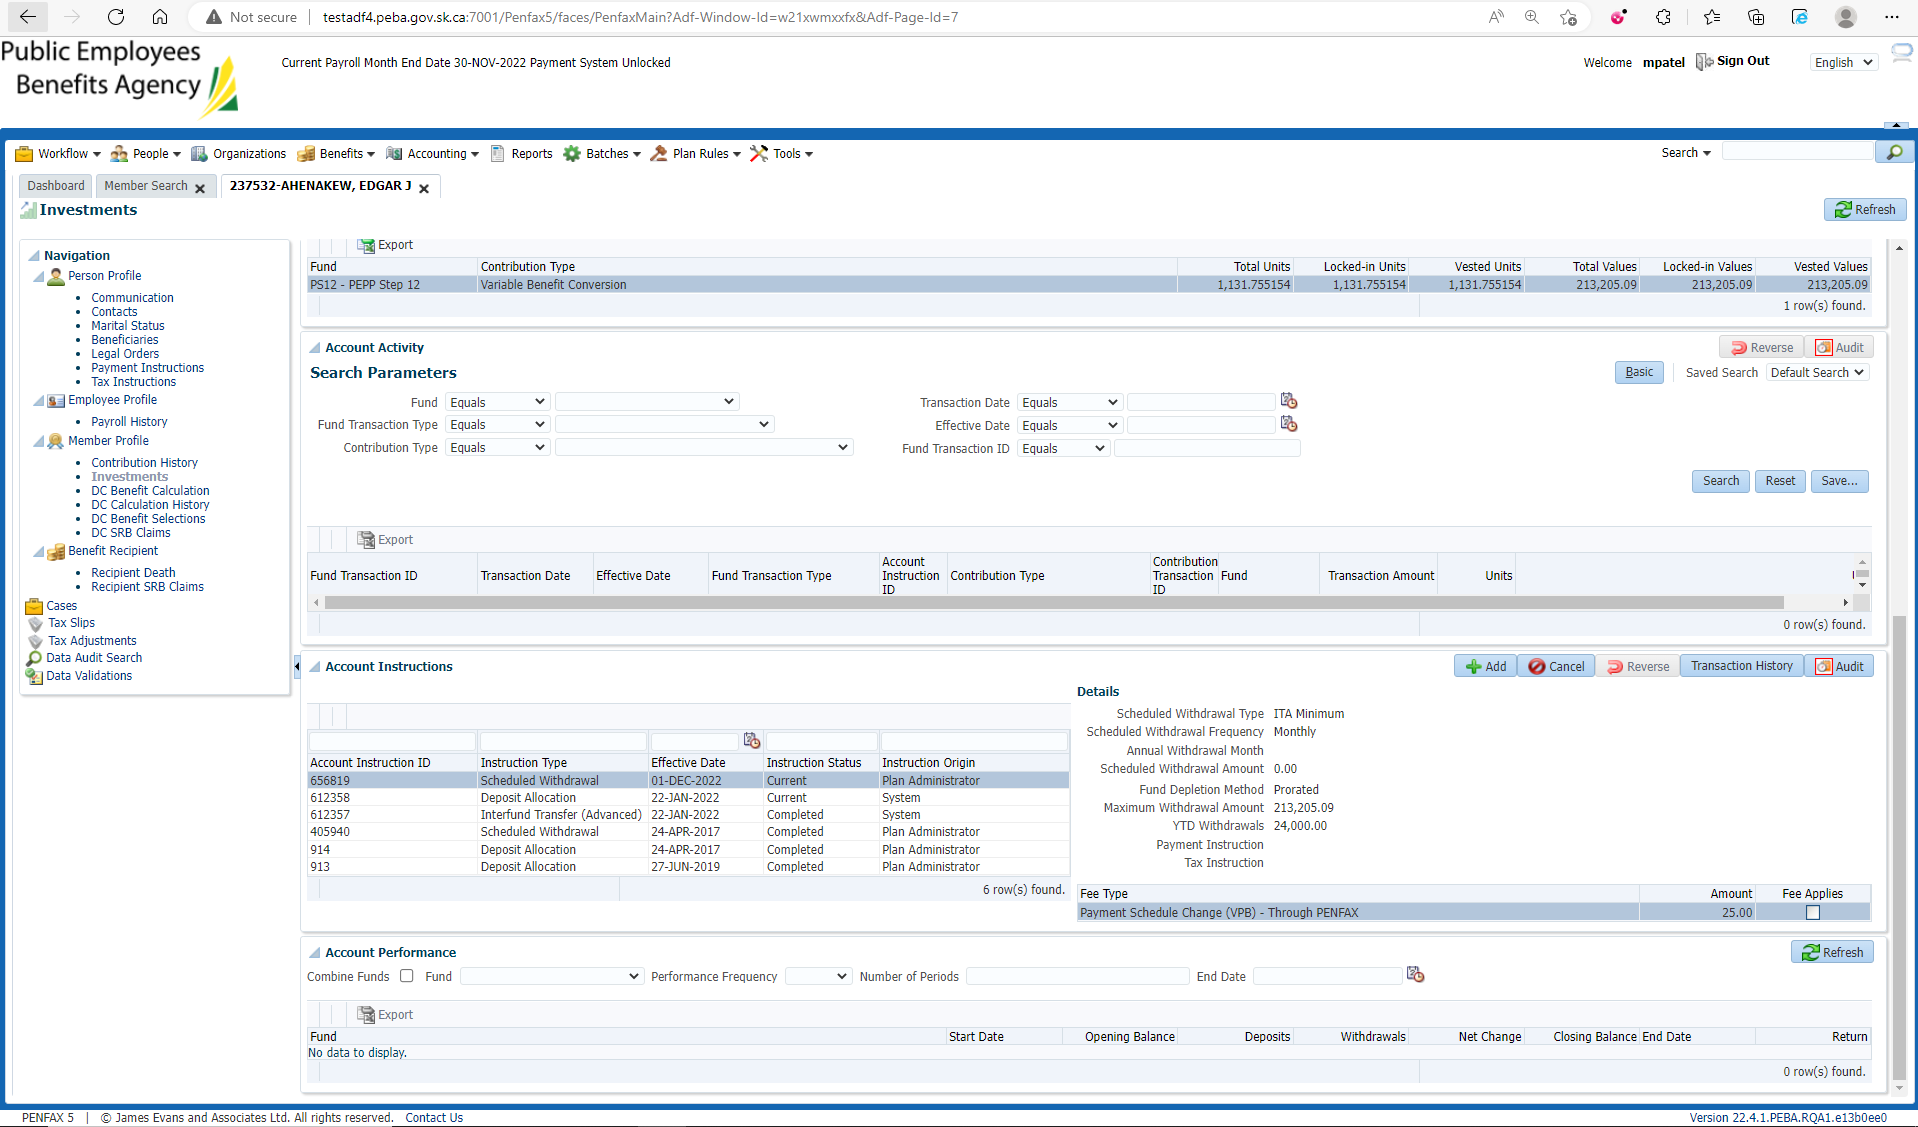 Not secure | testadf4.peba.gov.sk.ca:7001/Penfax5/faces/PenfaxMain?Adf-Window-Id=w21xwmxxfx&Adf-Page-Id=7
Public Employees
Benefits Agency
Current Payroll Month End Date 30-NOV-2022 Payment System Unlocked
Welcome mpatel Sign Out English
Workflow People Organizations Benefits Accounting Reports Batches Plan Rules Tools Search
Dashboard Member Search 237532-AHENAKEW, EDGAR J
Investments Refresh
Navigation
Person Profile
Communication
Contacts
Marital Status
Beneficiaries
Legal Orders
Payment Instructions
Tax Instructions
Employee Profile
Payroll History
Member Profile
Contribution History
Investments
DC Benefit Calculation
DC Calculation History
DC Benefit Selections
DC SRB Claims
Benefit Recipient
Recipient Death
Recipient SRB Claims
Cases
Tax Slips
Tax Adjustments
Data Audit Search
Data Validations
Export
Fund Contribution Type Total Units Locked-in Units Vested Units Total Values Locked-in Values Vested Values
PS12 - PEPP Step 12 Variable Benefit Conversion 1,131.755154 1,131.755154 1,131.755154 213,205.09 213,205.09 213,205.09
1 row(s) found.
Account Activity Reverse Audit
Search Parameters Basic Saved Search Default Search
Fund Equals Transaction Date Equals
Fund Transaction Type Equals Effective Date Equals
Contribution Type Equals Fund Transaction ID Equals
Search Reset Save...
Export
Fund Transaction ID Transaction Date Effective Date Fund Transaction Type Account Instruction ID Contribution Type Contribution Transaction ID Fund Transaction Amount Units
0 row(s) found.
Account Instructions Add Cancel Reverse Transaction History Audit
Account Instruction ID Instruction Type Effective Date Instruction Status Instruction Origin
656819 Scheduled Withdrawal 01-DEC-2022 Current Plan Administrator
612358 Deposit Allocation 22-JAN-2022 Current System
612357 Interfund Transfer (Advanced) 22-JAN-2022 Completed System
405940 Scheduled Withdrawal 24-APR-2017 Completed Plan Administrator
914 Deposit Allocation 24-APR-2017 Completed Plan Administrator
913 Deposit Allocation 27-JUN-2019 Completed Plan Administrator
6 row(s) found.
Details
Scheduled Withdrawal Type ITA Minimum
Scheduled Withdrawal Frequency Monthly
Annual Withdrawal Month
Scheduled Withdrawal Amount 0.00
Fund Depletion Method Prorated
Maximum Withdrawal Amount 213,205.09
YTD Withdrawals 24,000.00
Payment Instruction
Tax Instruction
Fee Type Amount Fee Applies
Payment Schedule Change (VPB) - Through PENFAX 25.00
Account Performance Refresh
Combine Funds Fund Performance Frequency Number of Periods End Date
Export
Fund Start Date Opening Balance Deposits Withdrawals Net Change Closing Balance End Date Return
No data to display.
0 row(s) found.
PENFAX 5 | © James Evans and Associates Ltd. All rights reserved. Contact Us Version 22.4.1.PEBA.RQA1.e13b0ee0